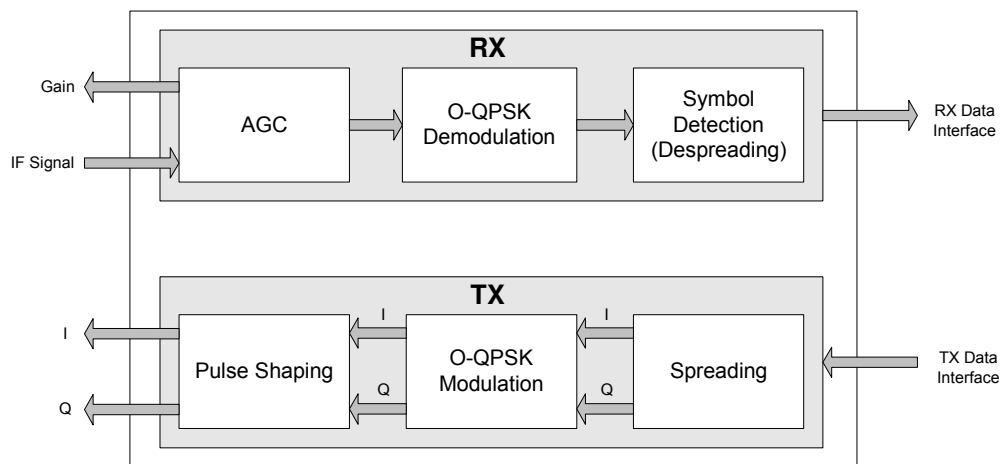 RX
Gain
IF Signal
AGC
O-QPSK
Demodulation
Symbol
Detection
(Despreading)
RX Data
Interface
TX
I
Q
Pulse Shaping
I
Q
O-QPSK
Modulation
I
Q
Spreading
TX Data
Interface